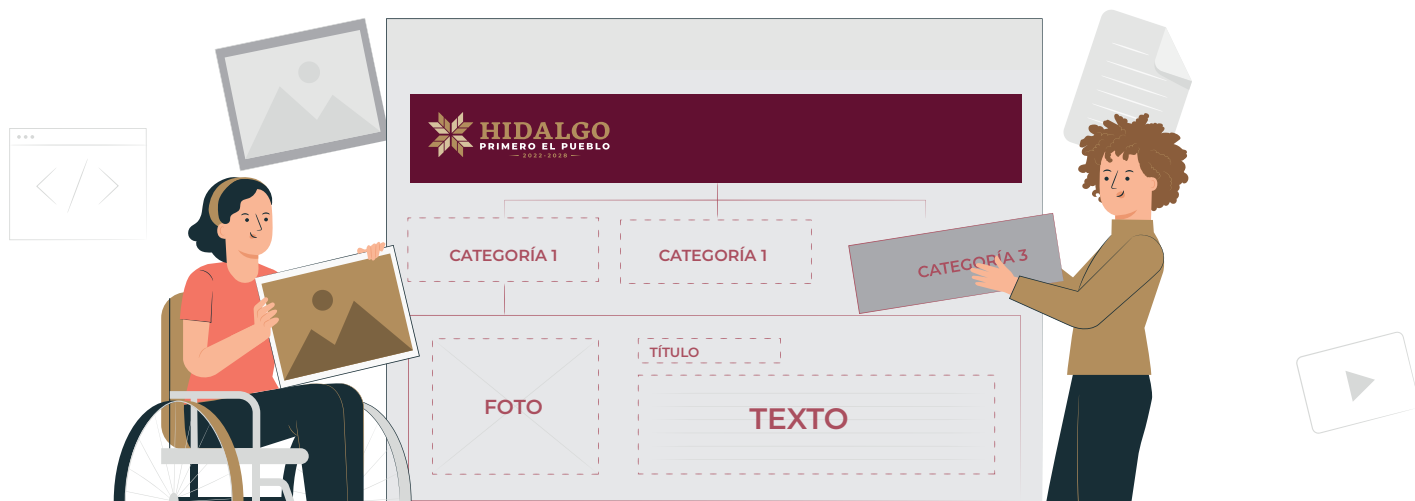 HIDALGO
PRIMERO EL PUEBLO
2022-2028
CATEGORÍA 1
CATEGORÍA 1
CATEGORÍA 3
TÍTULO
FOTO
TEXTO